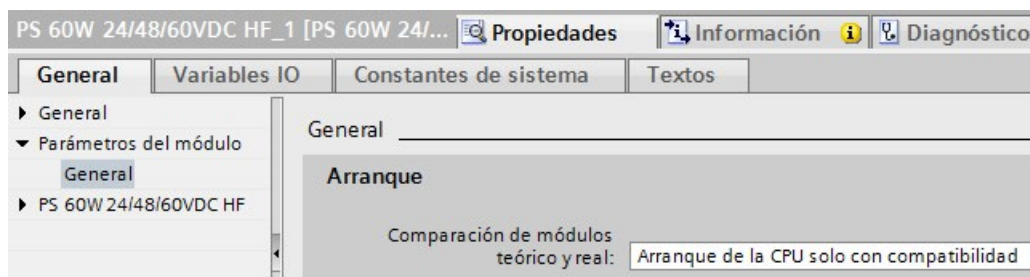 PS 60W 24/48/60VDC HF_1 [PS 60W 24/... Propiedades Información Diagnóstico
General Variables IO Constantes de sistema Textos
General
Parámetros del módulo
General
PS 60W 24/48/60VDC HF
General
Arranque
Comparación de módulos
teórico y real: Arranque de la CPU solo con compatibilidad